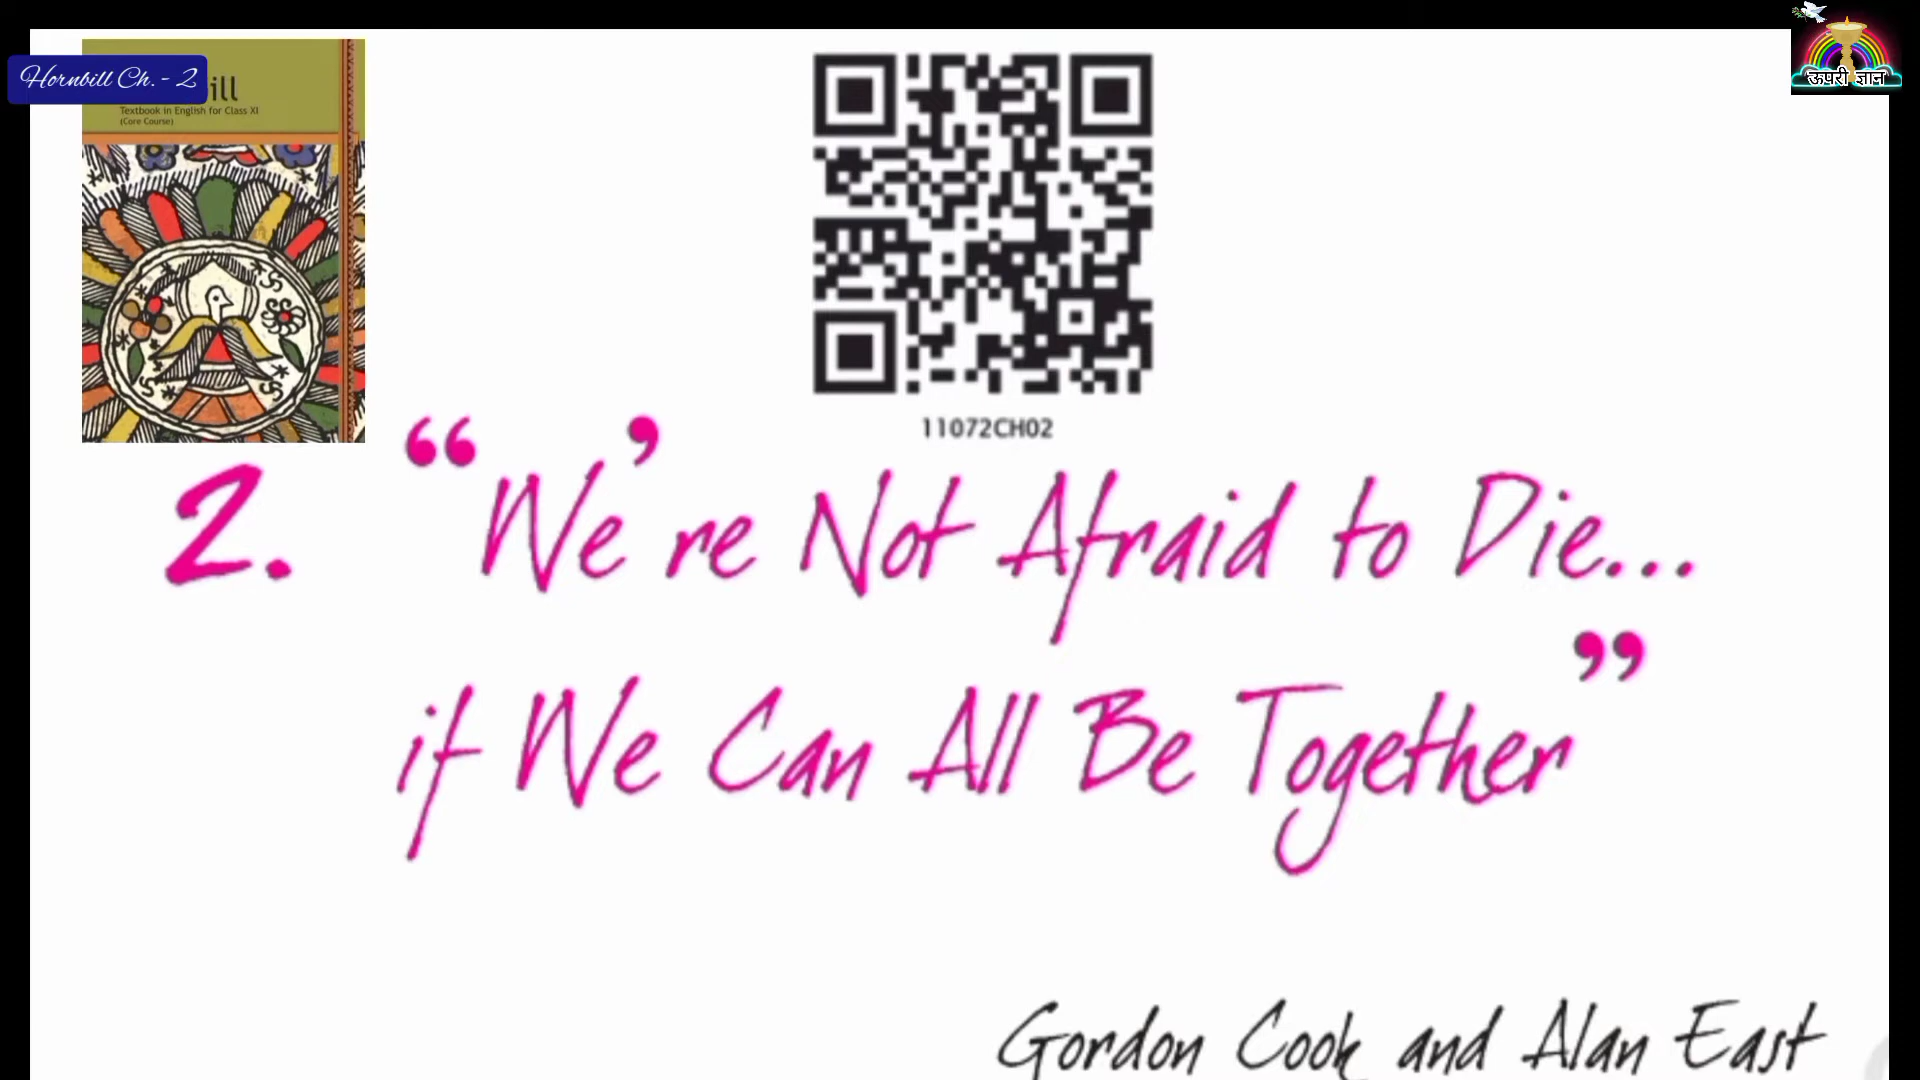 Hornbill Ch. - 2
ऊपरी ज्ञान
ill
Textbook in English for Class XI
(Core Course)
11072CH02
2. “We’re Not Afraid to Die...
if We Can All Be Together”
Gordon Cook and Alan East